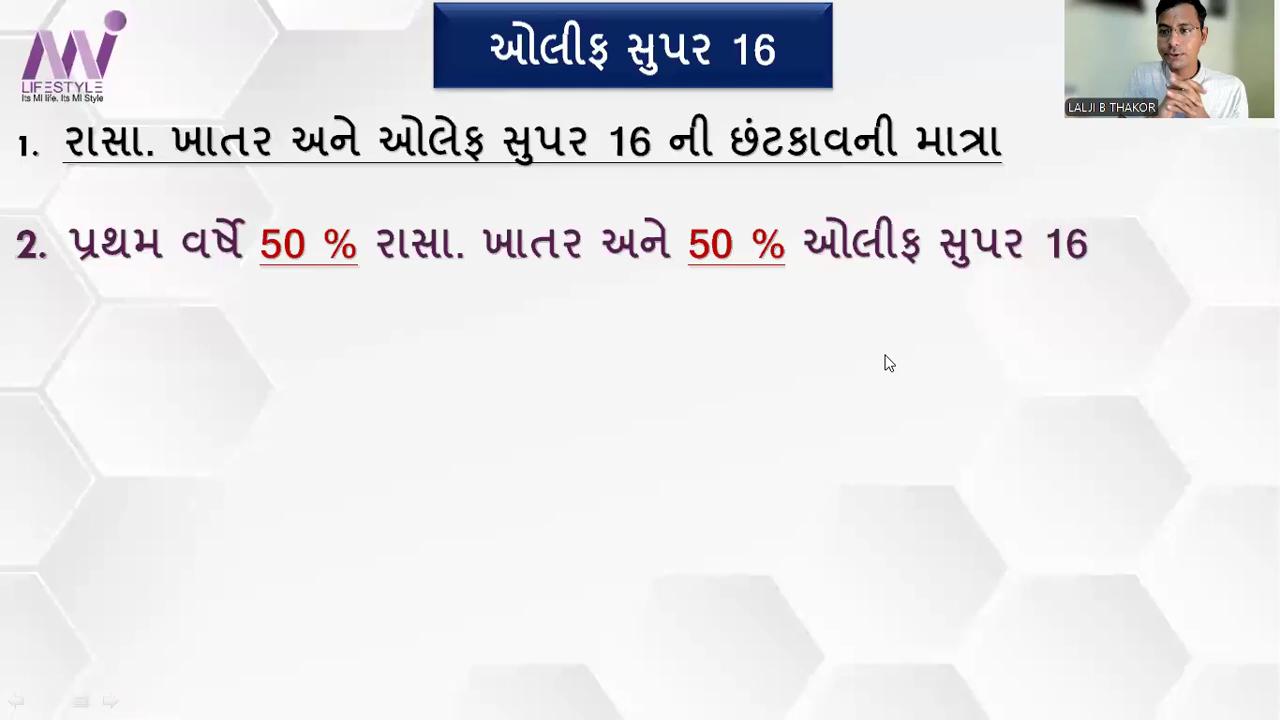 MI
LIFESTYLE
Its MI life. Its MI Style
ઓલીફ સુપર 16
LALJI B THAKOR
1. રાસા. ખાતર અને ઓલેફ સુપર 16 ની છંટકાવની માત્રા
2. પ્રથમ વર્ષે 50 % રાસા. ખાતર અને 50 % ઓલીફ સુપર 16